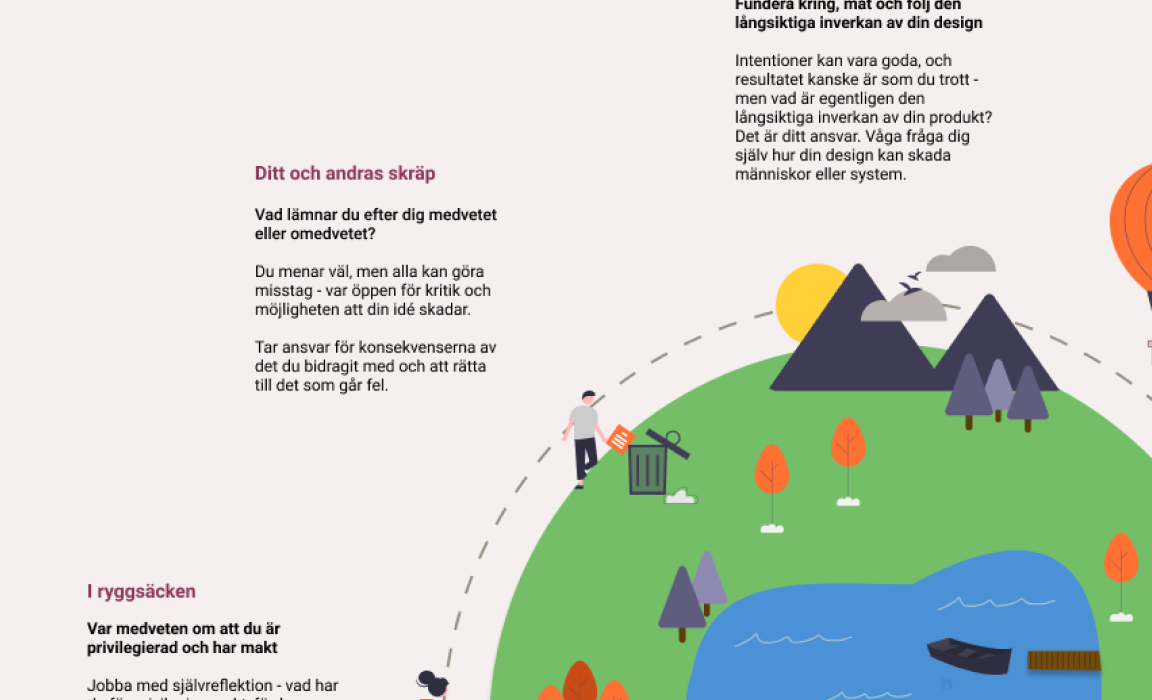 Fundera kring, mät och följ den
långsiktiga inverkan av din design
Intentioner kan vara goda, och
resultatet kanske är som du trott -
men vad är egentligen den
långsiktiga inverkan av din produkt?
Det är ditt ansvar. Våga fråga dig
själv hur din design kan skada
människor eller system.
Ditt och andras skräp
Vad lämnar du efter dig medvetet
eller omedvetet?
Du menar väl, men alla kan göra
misstag - var öppen för kritik och
möjligheten att din idé skadar.
Tar ansvar för konsekvenserna av
det du bidragit med och att rätta
till det som går fel.
I ryggsäcken
Var medveten om att du är
privilegierad och har makt
Jobba med självreflektion - vad har